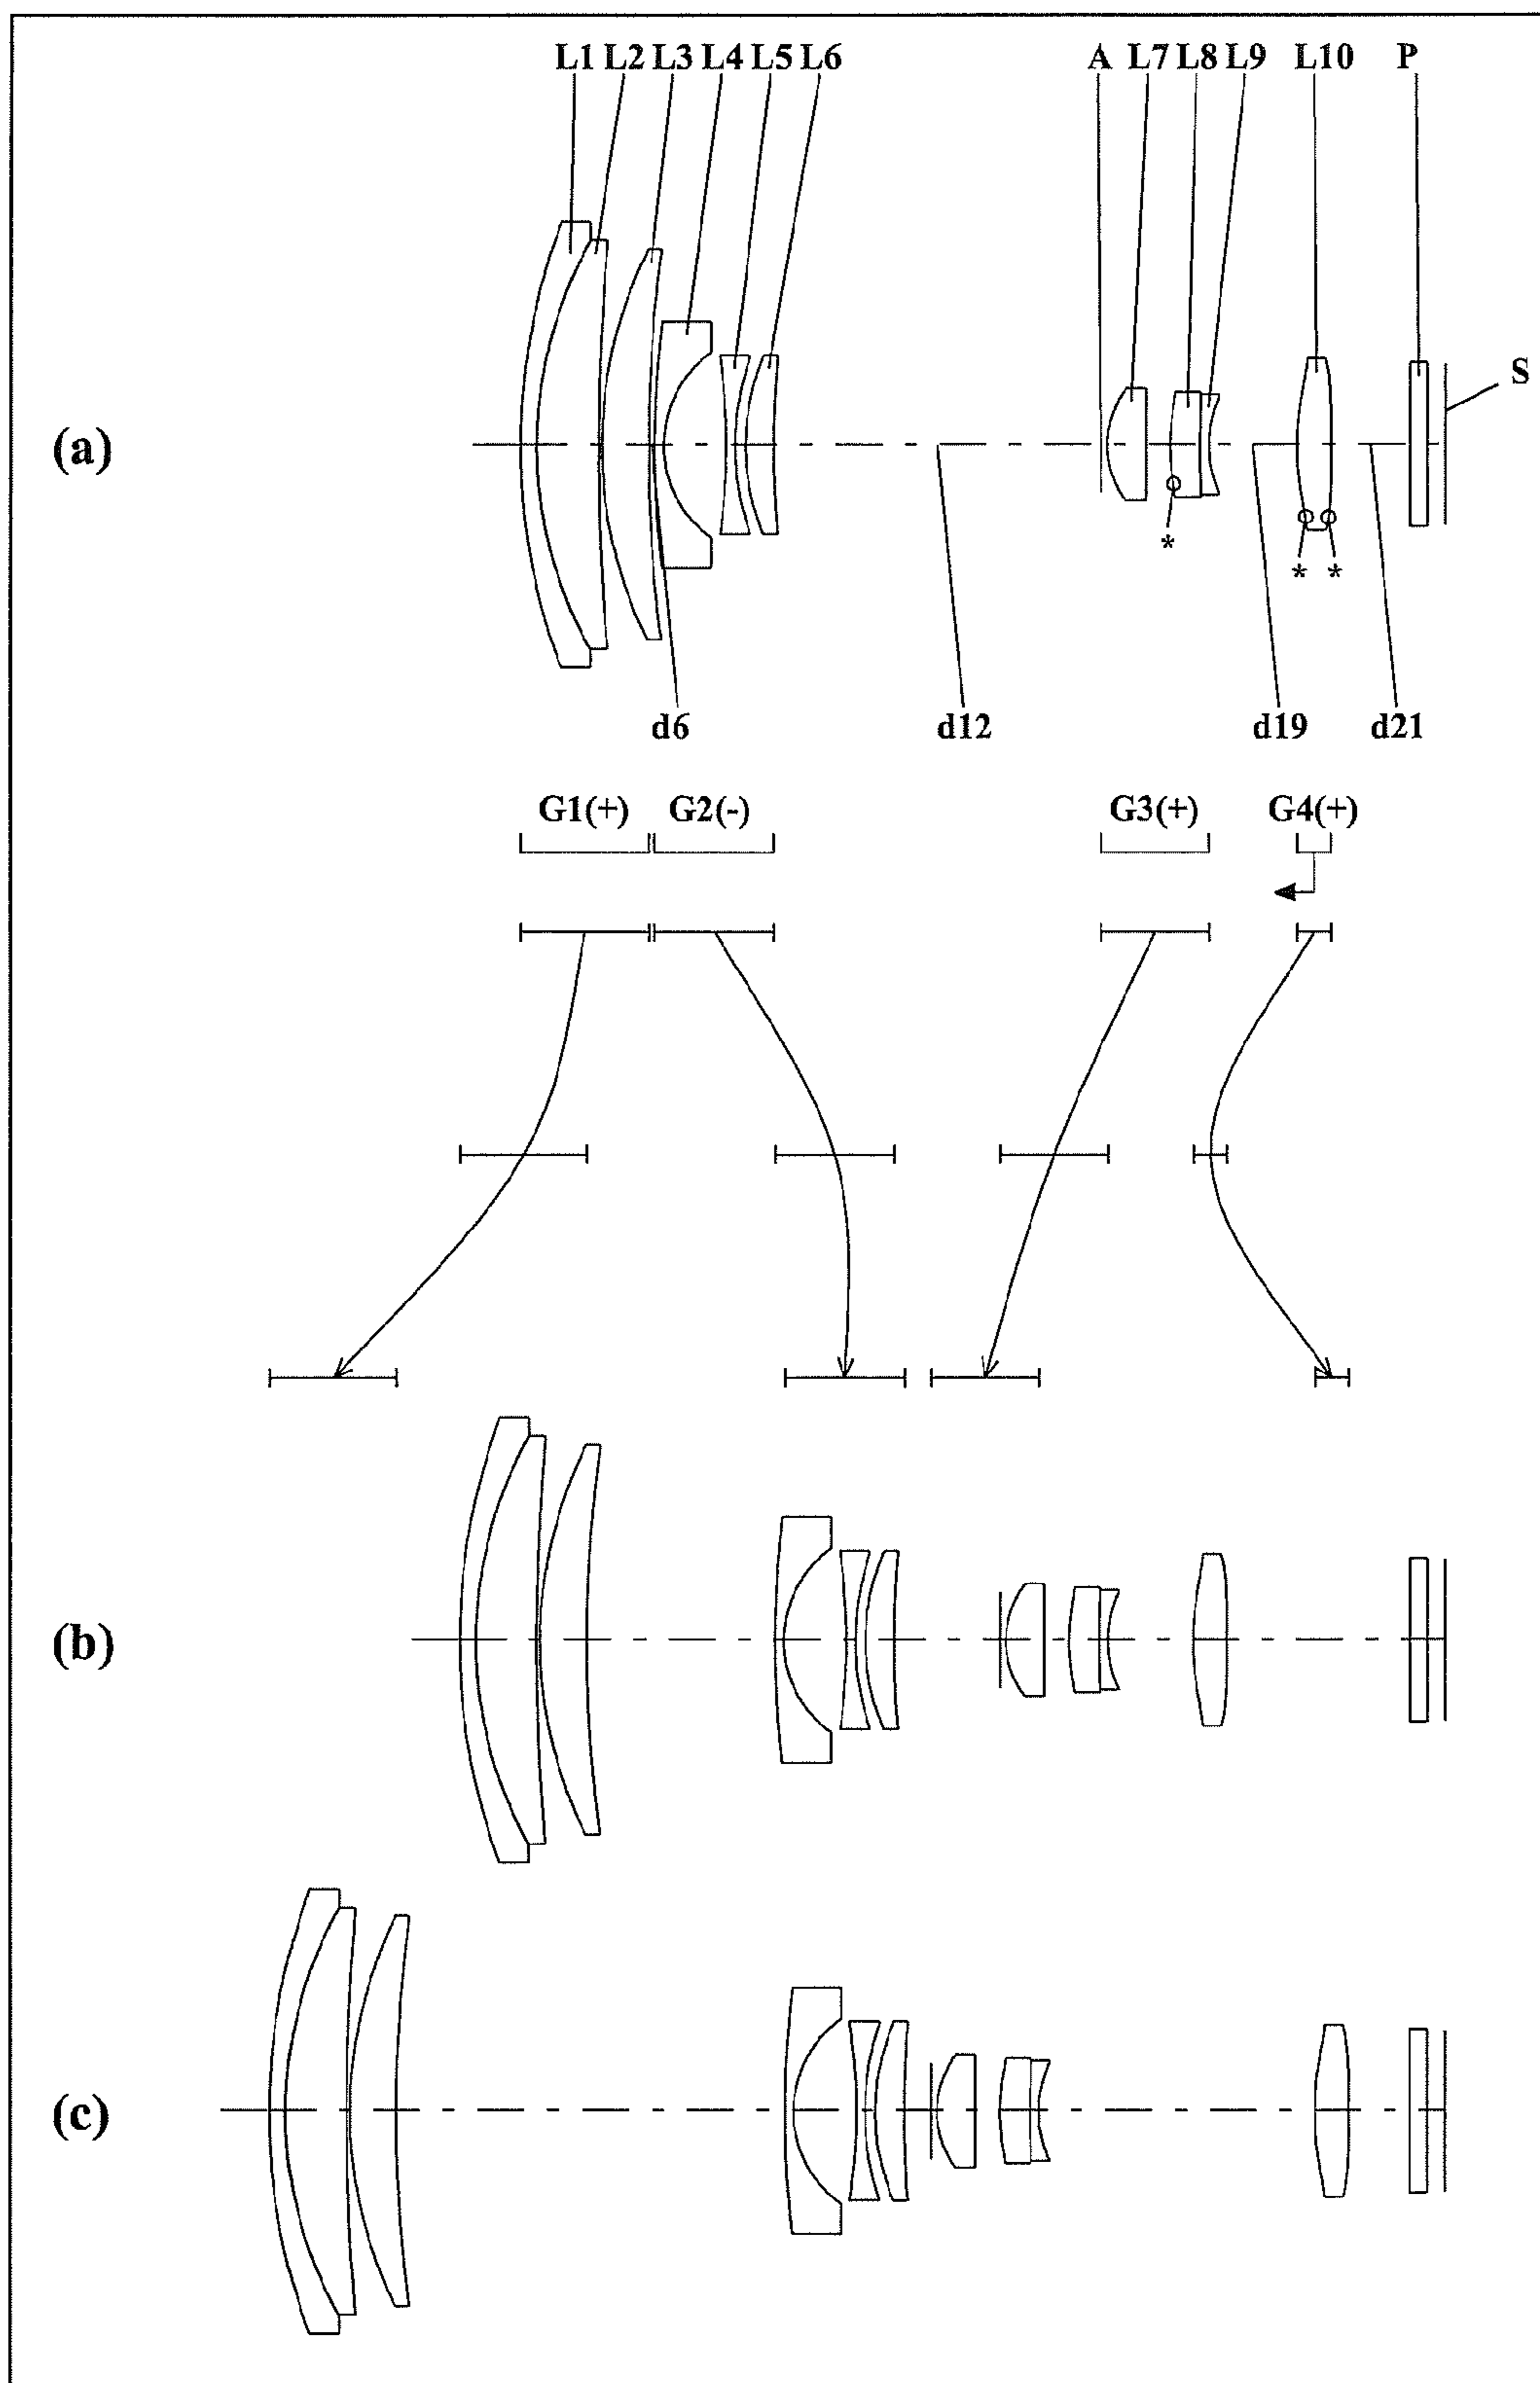 L1 L2 L3 L4 L5 L6 A L7 L8 L9 L10 P
S
(a)
*
* *
d6 d12 d19 d21
G1(+) G2(-) G3(+) G4(+)
(b)
(c)